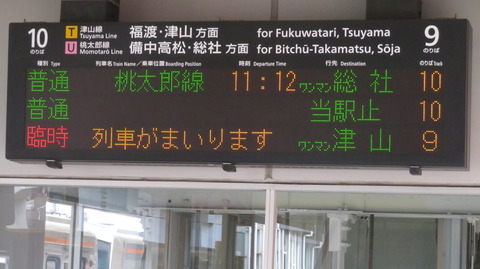 10 のりば T 津山線 Tsuyama Line 福渡・津山 方面 for Fukuwatari, Tsuyama 9 のりば
U 桃太郎線 Momotarō Line 備中高松・総社 方面 for Bitchū-Takamatsu, Sōja
種別 列車名 Train Name／乗車位置 Boarding Position 時刻 Departure Time 行先 Destination のりば Track
普通 桃太郎線 11:12 ワンマン 総社 10
普通 当駅止 10
臨時 列車がまいります ワンマン 津山 9